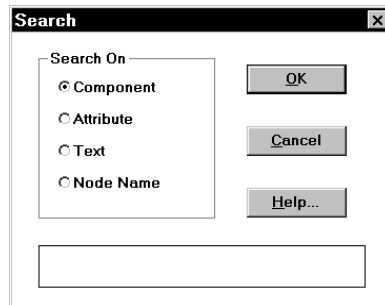 Search
Search On
Component
Attribute
Text
Node Name
OK
Cancel
Help...